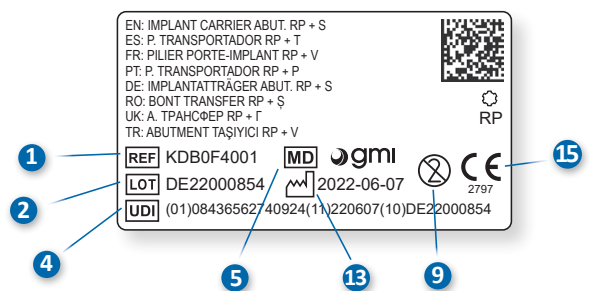 EN: IMPLANT CARRIER ABUT. RP + S
ES: P. TRANSPORTADOR RP + T
FR: PILIER PORTE-IMPLANT RP + V
PT: P. TRANSPORTADOR RP + P
DE: IMPLANTATTRÄGER ABUT. RP + S
RO: BONT TRANSFER RP + Ș
UK: А. ТРАНСФЕР RP + Г
TR: ABUTMENT TAŞIYICI RP + V
RP
1 REF KDB0F4001 MD gmi 2 CE 15
2797
2 LOT DE22000854 2022-06-07
4 UDI (01)08436562740924(11)220607(10)DE22000854
5 13 9